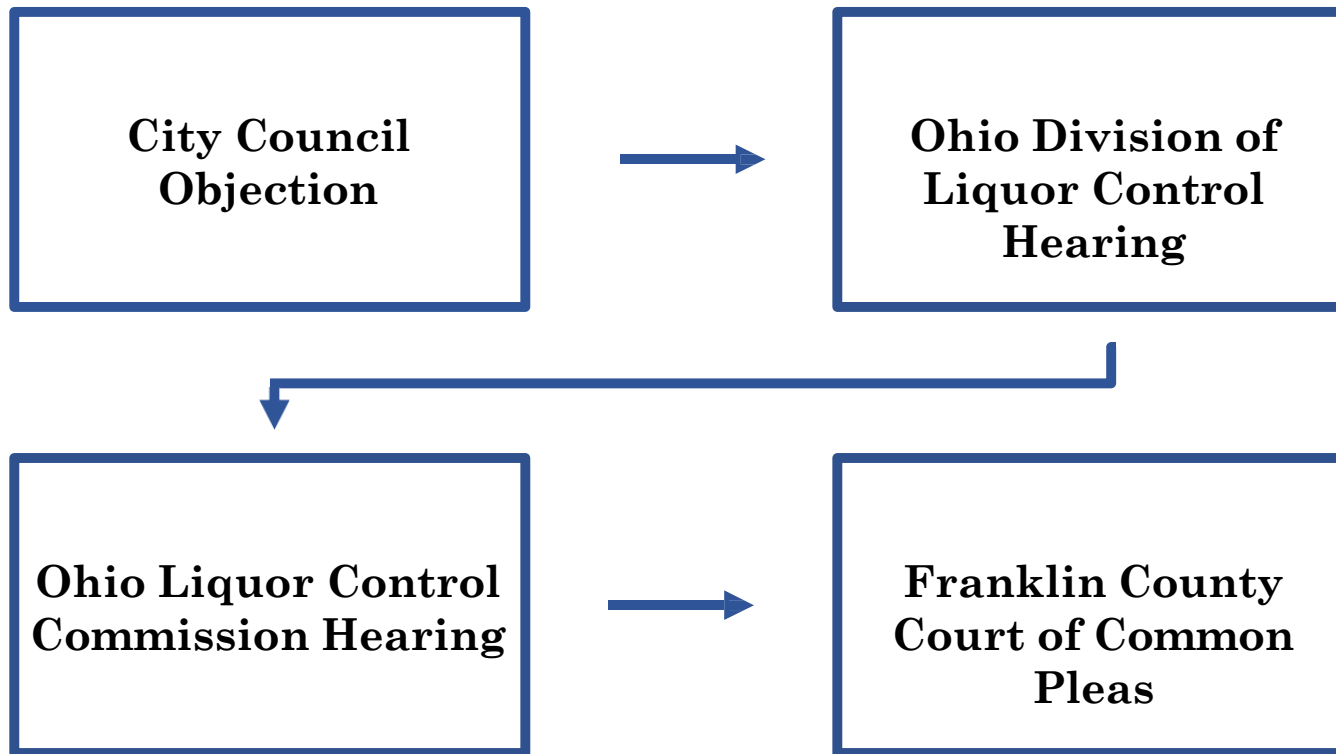 City Council
Objection
Ohio Division of
Liquor Control
Hearing
Ohio Liquor Control
Commission Hearing
Franklin County
Court of Common
Pleas